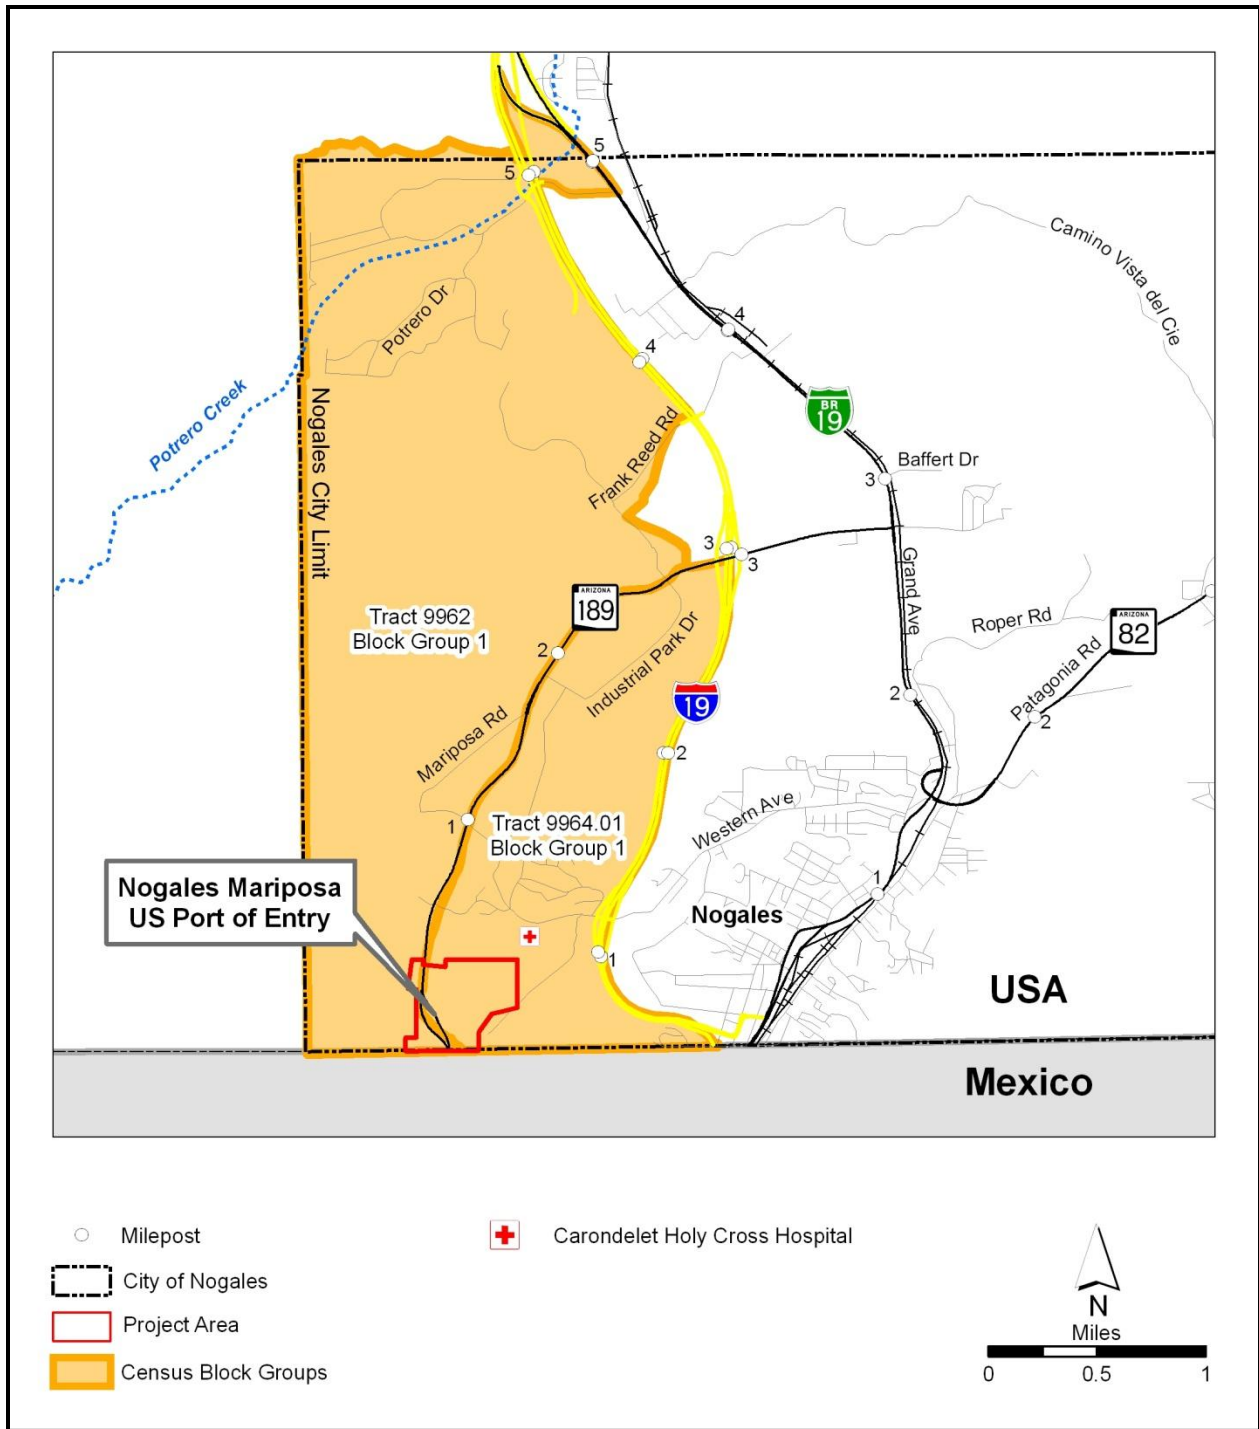 5
5
Camino Vista del Cie
4
Potrero Dr
4
BR
19
Potrero Creek
Nogales City Limit
Frank Reed Rd
Baffert Dr
3
3
3
Grand Ave
ARIZONA
189
Tract 9962
Block Group 1
Roper Rd
ARIZONA
82
2
Industrial Park Dr
19
2
Patagonia Rd
2
Mariposa Rd
2
1
Tract 9964.01
Block Group 1
Western Ave
Nogales Mariposa
US Port of Entry
1
Nogales
1
USA
Mexico
Milepost
Carondelet Holy Cross Hospital
City of Nogales
Project Area
Census Block Groups
N
Miles
0 0.5 1